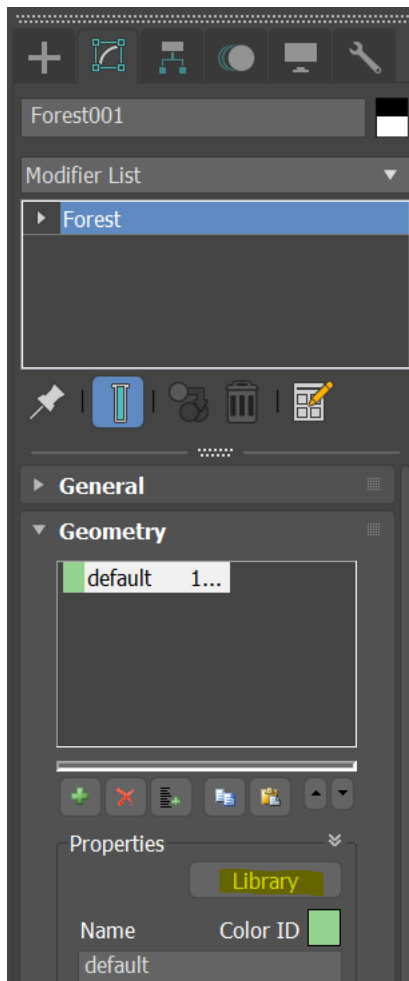 Forest001
Modifier List
Forest
General
Geometry
default 1...
Properties
Library
Name Color ID
default